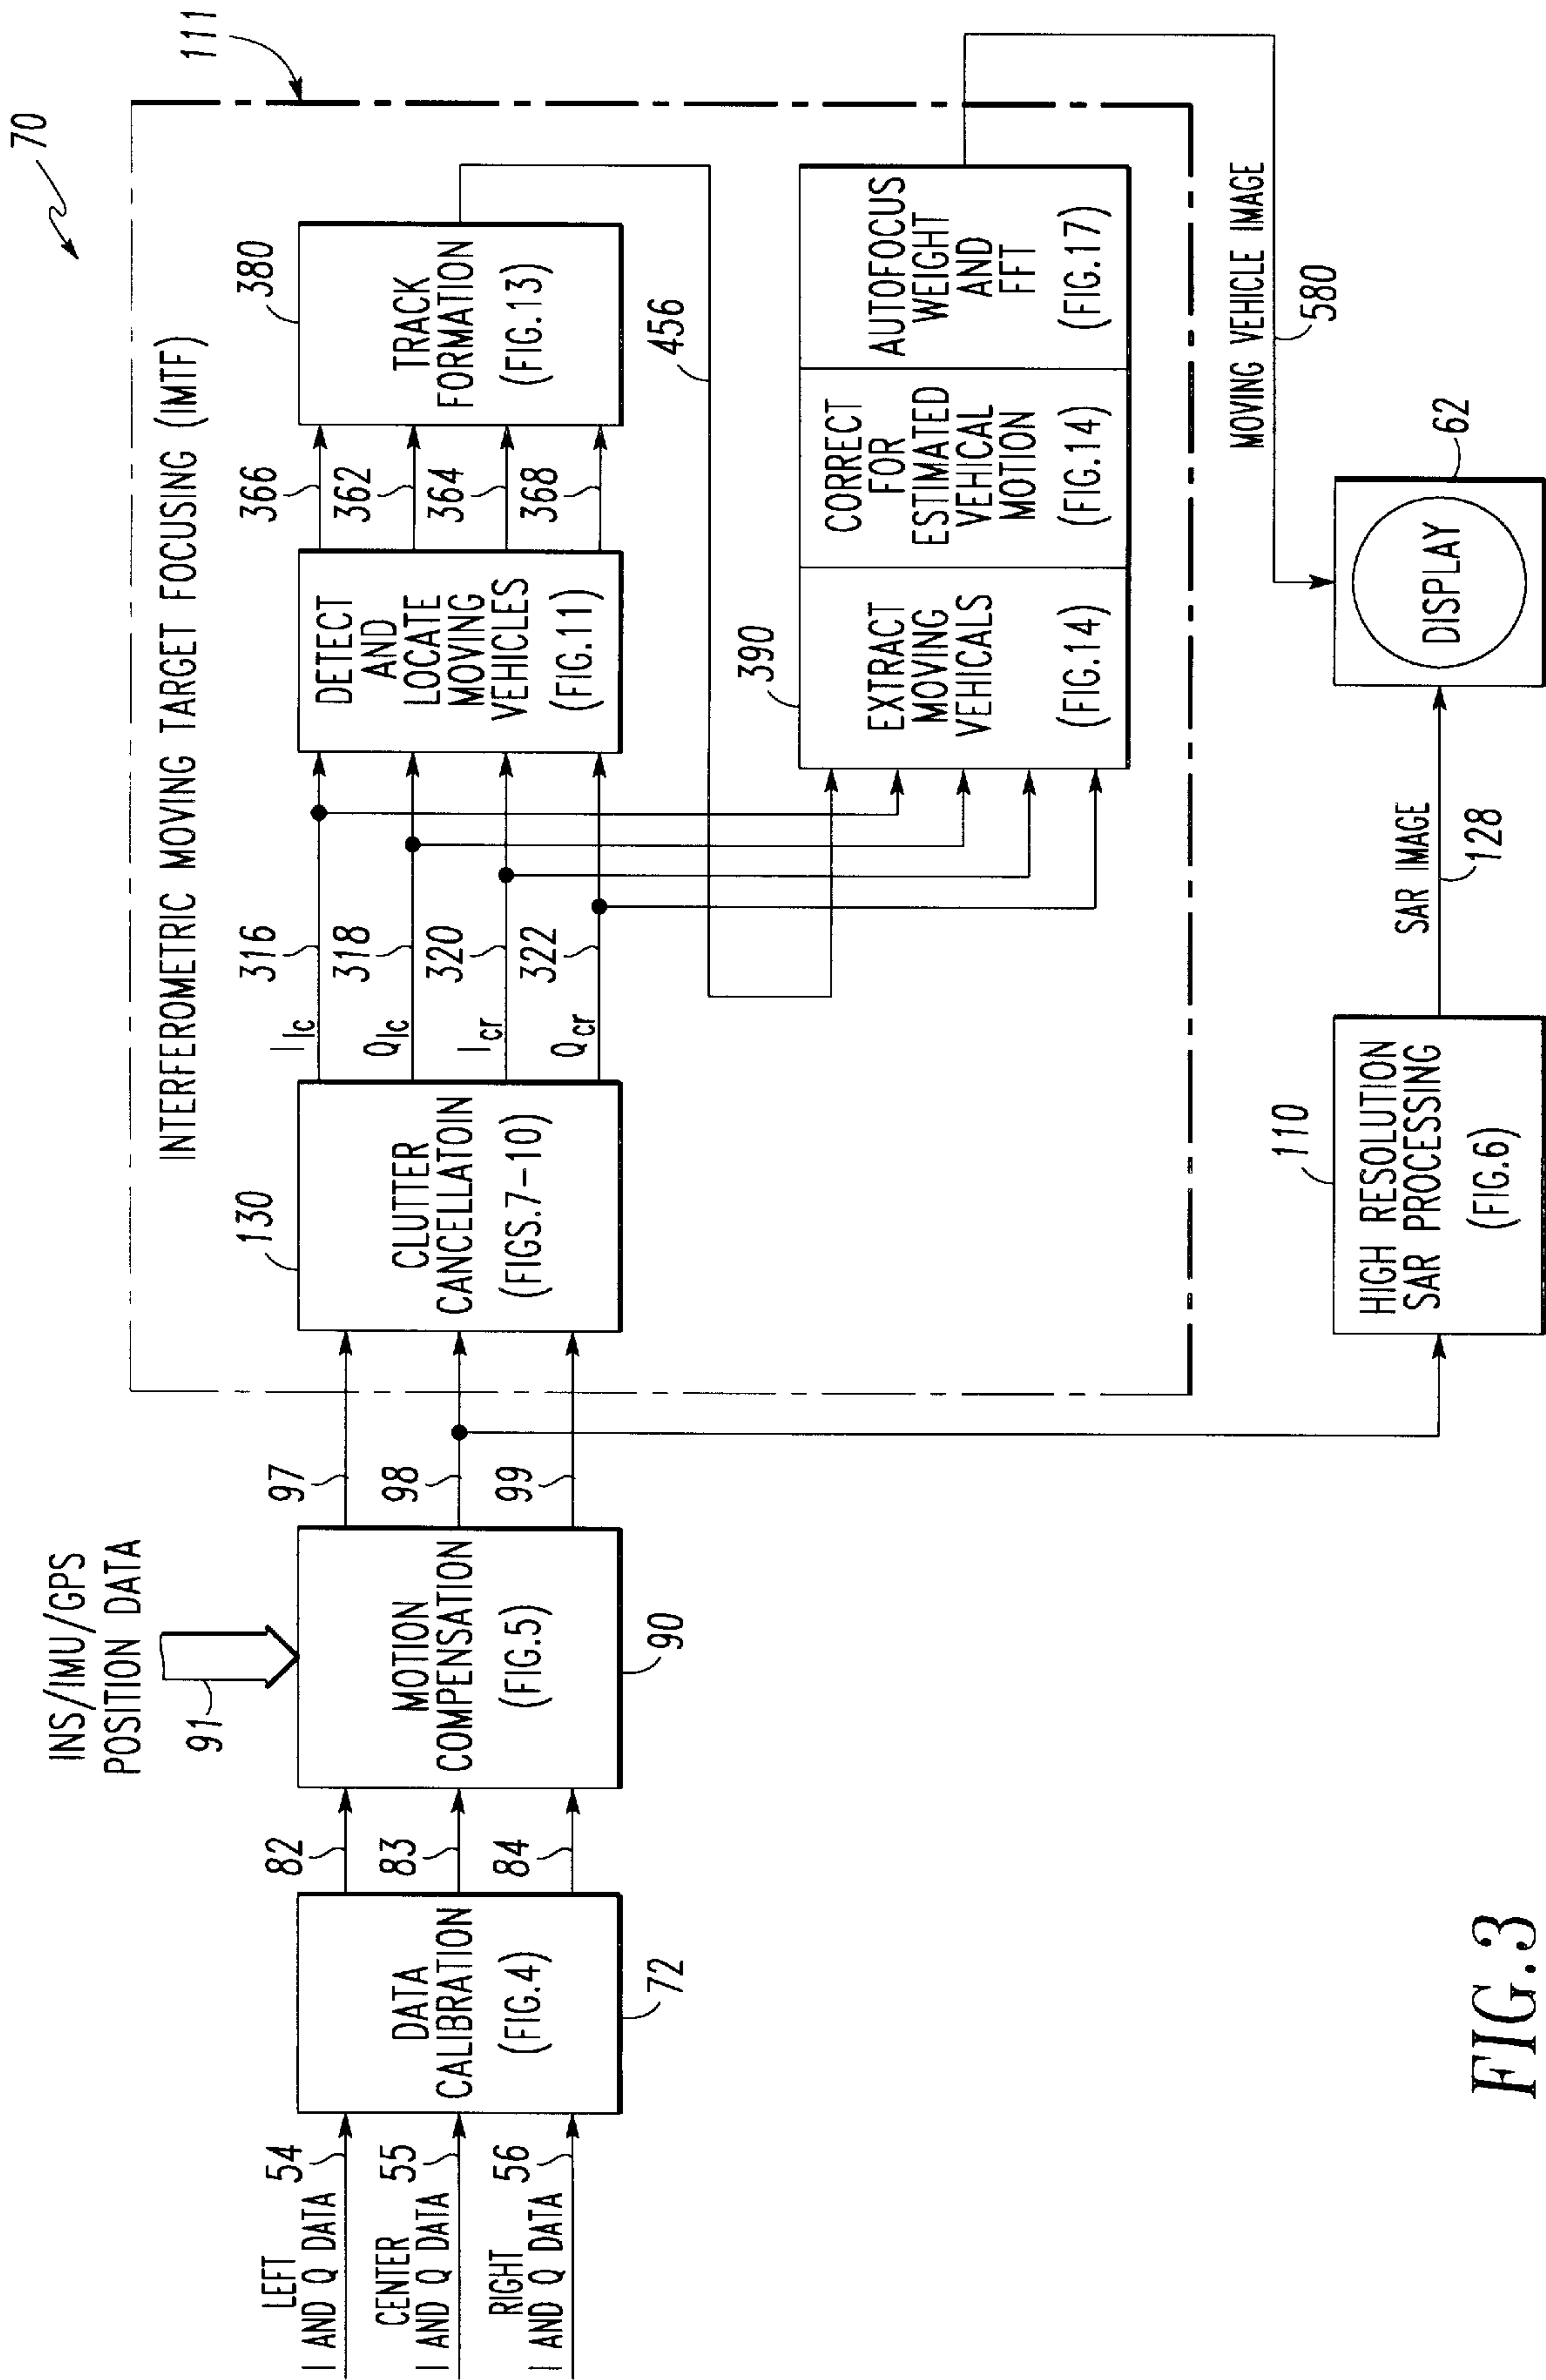 70
111
INTERFEROMETRIC MOVING TARGET FOCUSING (IMTF)
INS/IMU/GPS
POSITION DATA
91
LEFT
I AND Q DATA
54
CENTER
I AND Q DATA
55
RIGHT
I AND Q DATA
56
DATA
CALIBRATION
(FIG.4)
72
82
83
84
MOTION
COMPENSATION
(FIG.5)
90
97
98
99
130
CLUTTER
CANCELLATOIN
(FIGS.7-10)
Ilc
316
Qlc
318
Icr
320
Qcr
322
DETECT
AND
LOCATE
MOVING
VEHICLES
(FIG.11)
366
362
364
368
380
TRACK
FORMATION
(FIG.13)
456
390
EXTRACT
MOVING
VEHICALS
(FIG.14)
CORRECT
FOR
ESTIMATED
VEHICAL
MOTION
(FIG.14)
AUTOFOCUS
WEIGHT
AND
FFT
(FIG.17)
MOVING VEHICLE IMAGE
580
110
HIGH RESOLUTION
SAR PROCESSING
(FIG.6)
SAR IMAGE
128
DISPLAY
62
FIG.3